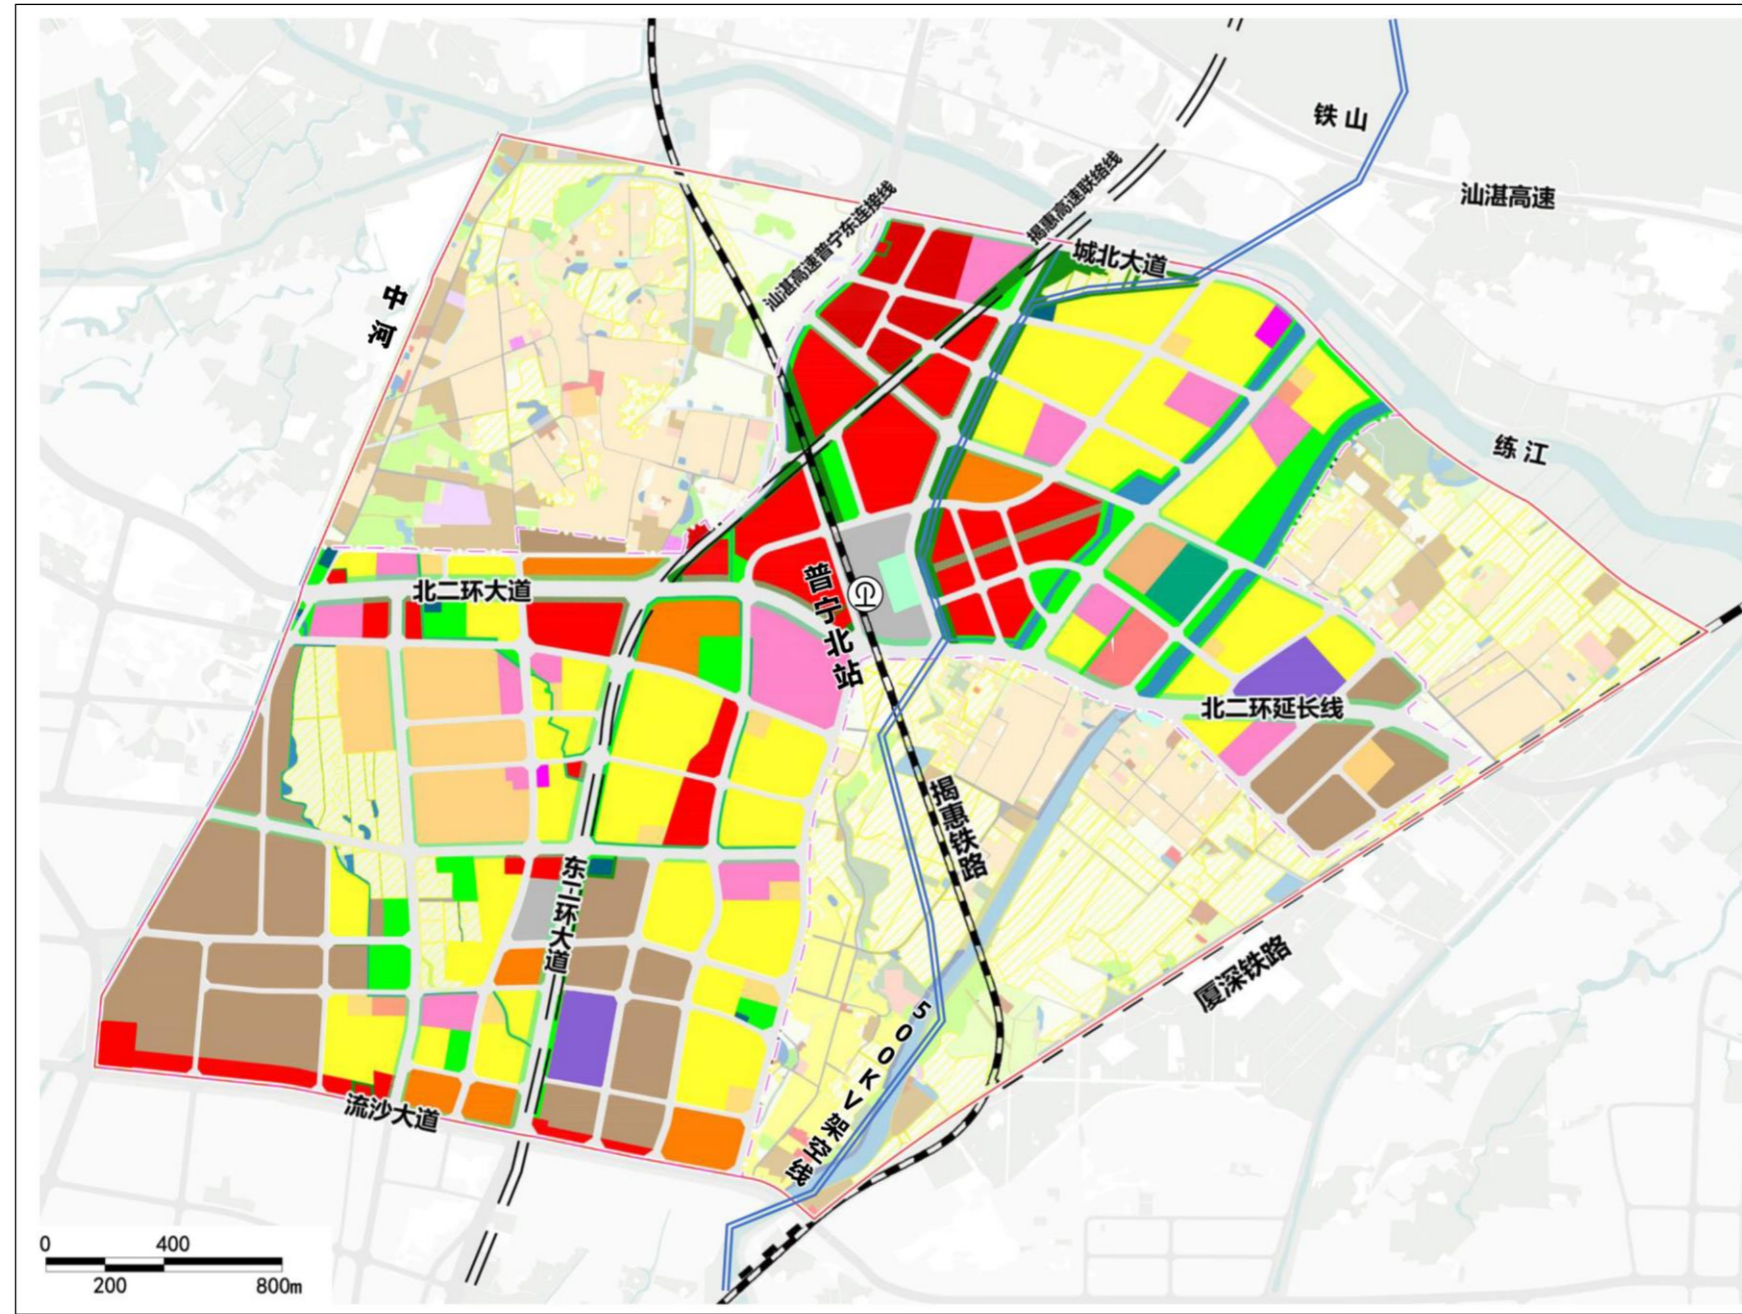 铁山
汕湛高速
揭惠高速联络线
汕湛高速普宁东连接线
城北大道
中河
练江
北二环大道
普宁北站
北二环延长线
揭惠铁路
东二环大道
厦深铁路
500KV架空线
流沙大道
0 400
200 800m